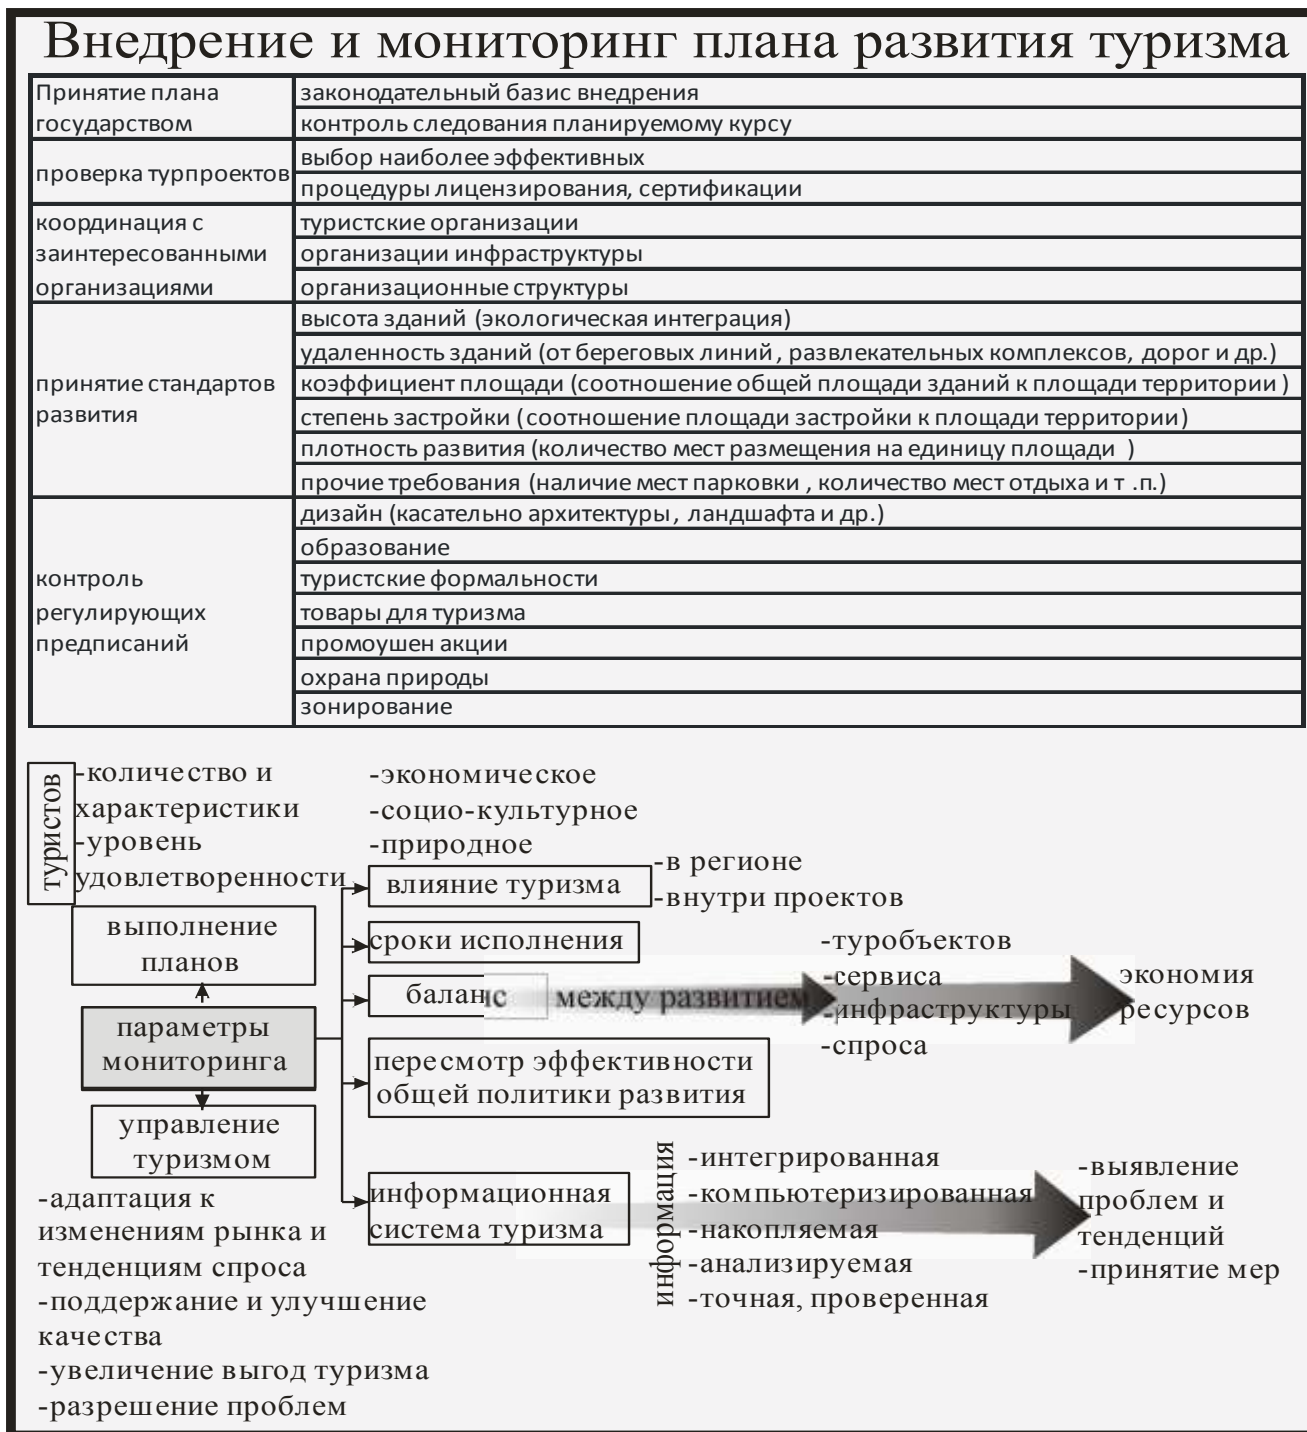 Внедрение и мониторинг плана развития туризма
Принятие плана
государством
законодательный базис внедрения
контроль следования планируемому курсу
проверка турпроектов
выбор наиболее эффективных
процедуры лицензирования, сертификации
координация с
заинтересованными
организациями
туристские организации
организации инфраструктуры
организационные структуры
принятие стандартов
развития
высота зданий (экологическая интеграция)
удаленность зданий (от береговых линий , развлекательных комплексов, дорог и др.)
коэффициент площади (соотношение общей площади зданий к площади территории )
степень застройки (соотношение площади застройки к площади территории)
плотность развития (количество мест размещения на единицу площади )
прочие требования (наличие мест парковки , количество мест отдыха и т .п.)
контроль
регулирующих
предписаний
дизайн (касательно архитектуры , ландшафта и др.)
образование
туристские формальности
товары для туризма
промоушен акции
охрана природы
зонирование
туристов
-количество и
характеристики
-уровень
удовлетворенности
-экономическое
-социо-культурное
-природное
влияние туризма
-в регионе
-внутри проектов
выполнение
планов
сроки исполнения
баланс между развитием
-туробъектов
-сервиса
-инфраструктуры
-спроса
экономия
ресурсов
параметры
мониторинга
пересмотр эффективности
общей политики развития
управление
туризмом
информационная
система туризма
информация
-интегрированная
-компьютеризированная
-накопляемая
-анализируемая
-точная, проверенная
-выявление
проблем и
тенденций
-принятие мер
-адаптация к
изменениям рынка и
тенденциям спроса
-поддержание и улучшение
качества
-увеличение выгод туризма
-разрешение проблем